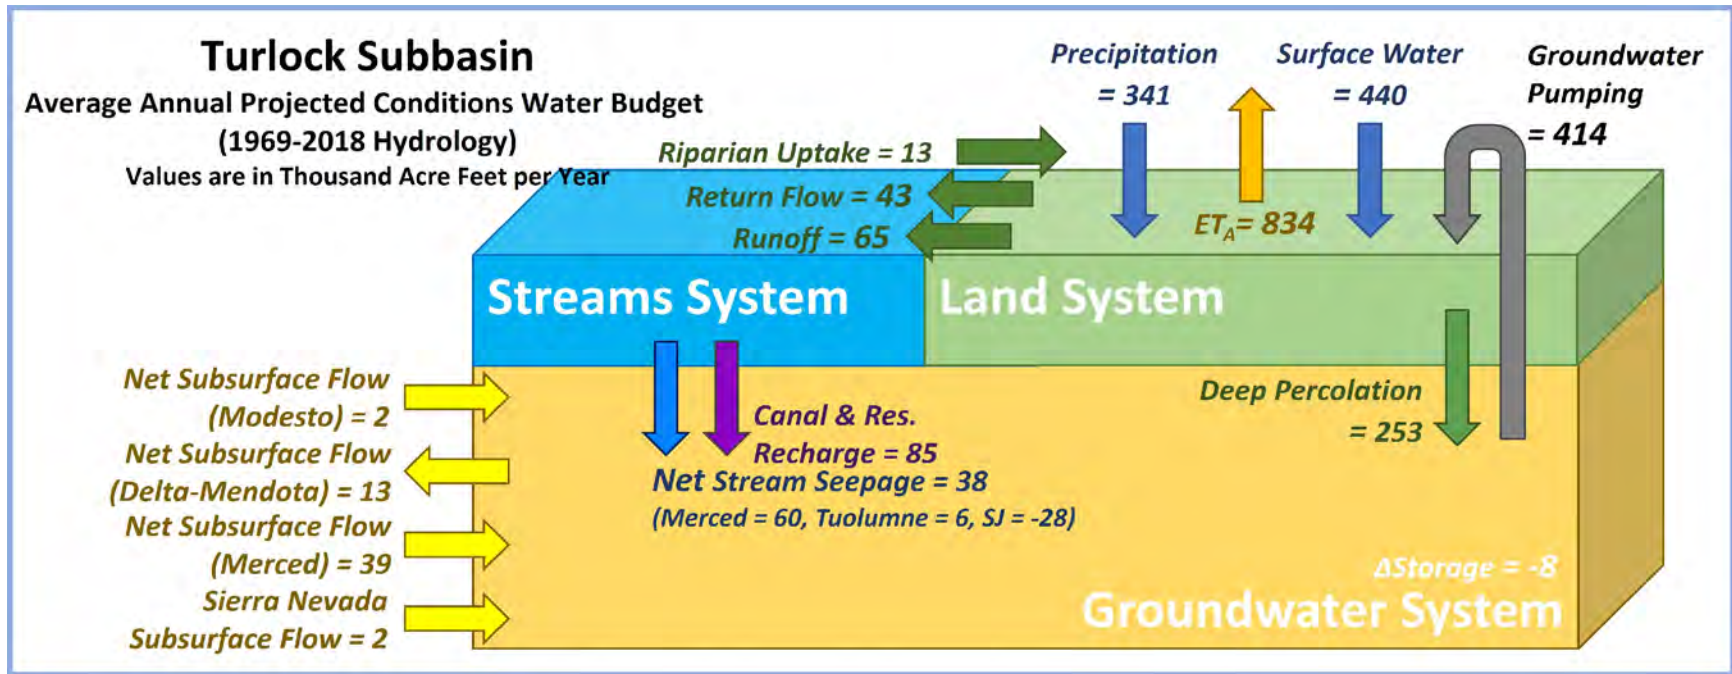 Turlock Subbasin
Average Annual Projected Conditions Water Budget
(1969-2018 Hydrology)
Values are in Thousand Acre Feet per Year
Precipitation
= 341
Surface Water
= 440
Groundwater
Pumping
= 414
Riparian Uptake = 13
Return Flow = 43
Runoff = 65
ETA= 834
Streams System
Land System
Net Subsurface Flow
(Modesto) = 2
Net Subsurface Flow
(Delta-Mendota) = 13
Net Subsurface Flow
(Merced) = 39
Sierra Nevada
Subsurface Flow = 2
Canal & Res.
Recharge = 85
Net Stream Seepage = 38
(Merced = 60, Tuolumne = 6, SJ = -28)
Deep Percolation
= 253
ΔStorage = -8
Groundwater System